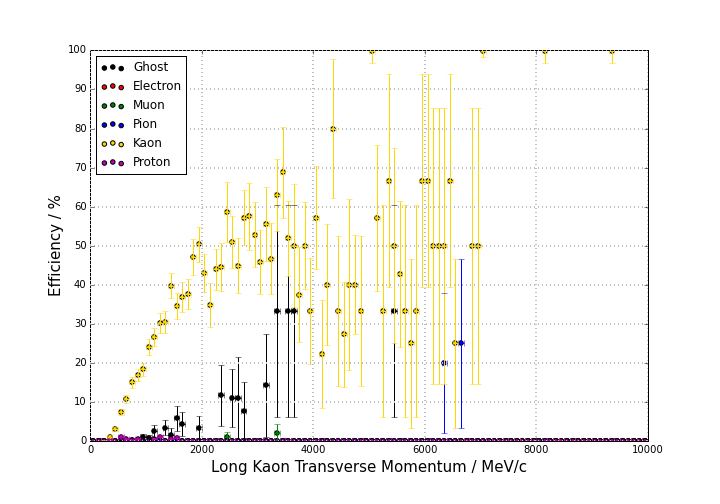 100
90
80
70
60
50
40
30
20
10
0
Efficiency / %
Ghost
Electron
Muon
Pion
Kaon
Proton
0 2000 4000 6000 8000 10000
Long Kaon Transverse Momentum / MeV/c